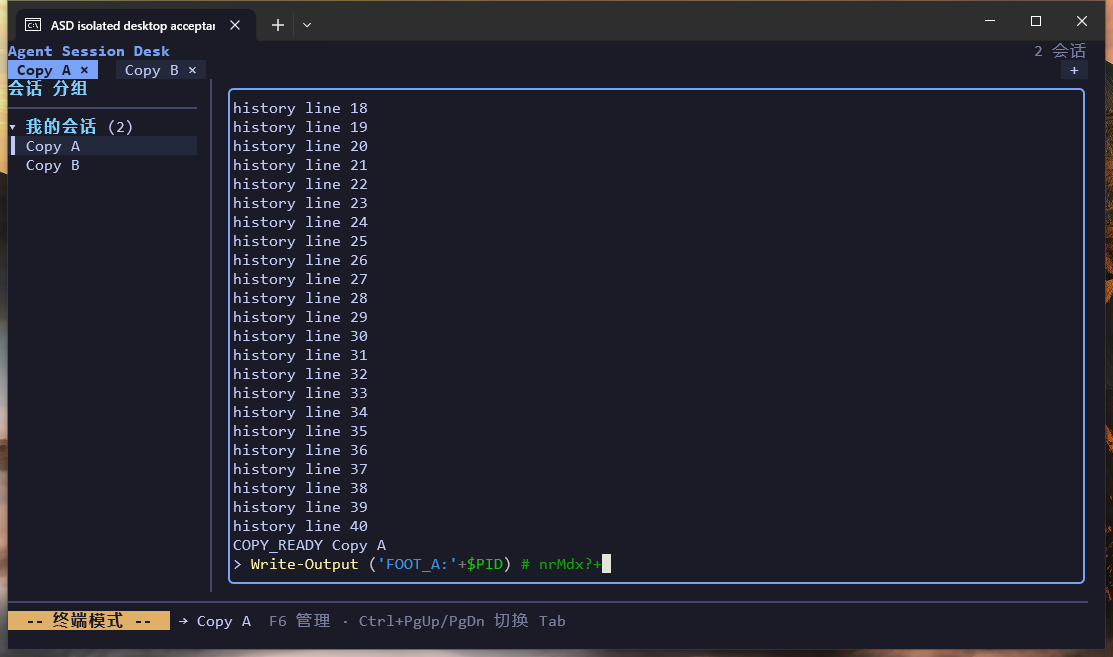 ASD isolated desktop acceptar
Agent Session Desk
2 会话
Copy A ×
Copy B ×
+
会话 分组
▾ 我的会话 (2)
Copy A
Copy B
history line 18
history line 19
history line 20
history line 21
history line 22
history line 23
history line 24
history line 25
history line 26
history line 27
history line 28
history line 29
history line 30
history line 31
history line 32
history line 33
history line 34
history line 35
history line 36
history line 37
history line 38
history line 39
history line 40
COPY_READY Copy A
> Write-Output ('FOOT_A:'+$PID) # nrMdx?+
-- 终端模式 -- → Copy A F6 管理 · Ctrl+PgUp/PgDn 切换 Tab